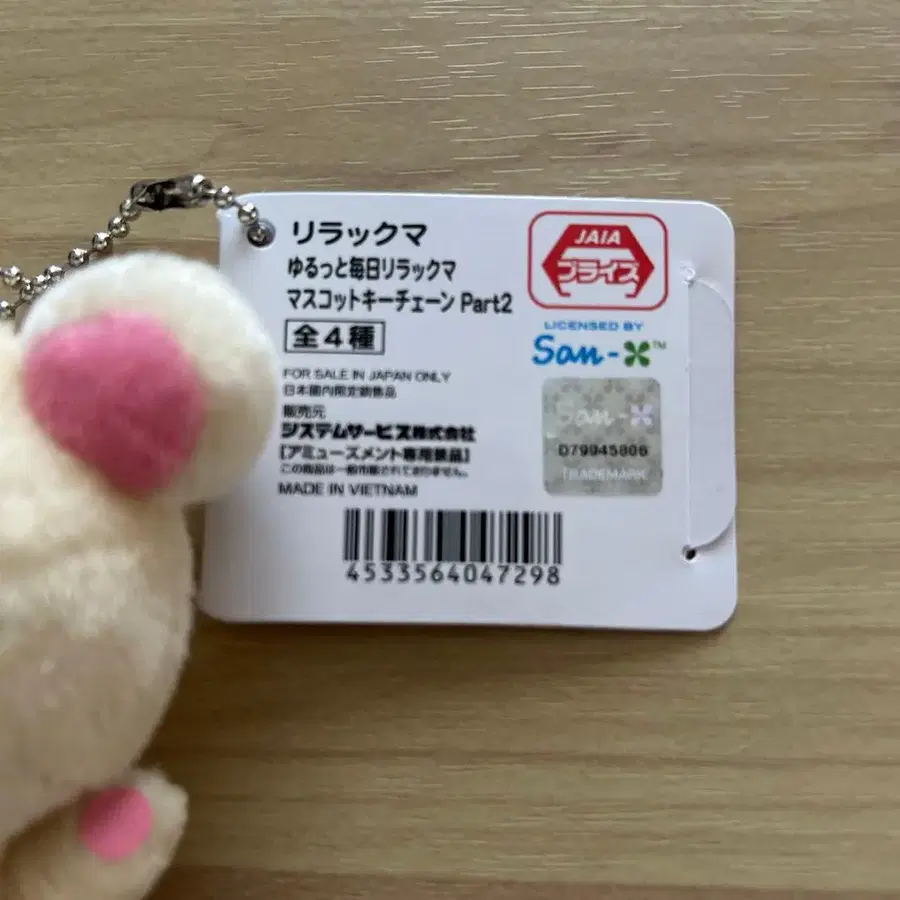 リラックマ
ゆるっと毎日リラックマ
マスコットキーチェーン Part2
全4種
FOR SALE IN JAPAN ONLY
日本国内限定销售品
販売元
システムサービス株式会社
[アミューズメント専用景品]
この商品は一般市販されておりません。
MADE IN VIETNAM
4533564047298
JAIA
プライズ
LICENSED BY
San-X™
San-X
D79945806
TRADEMARK